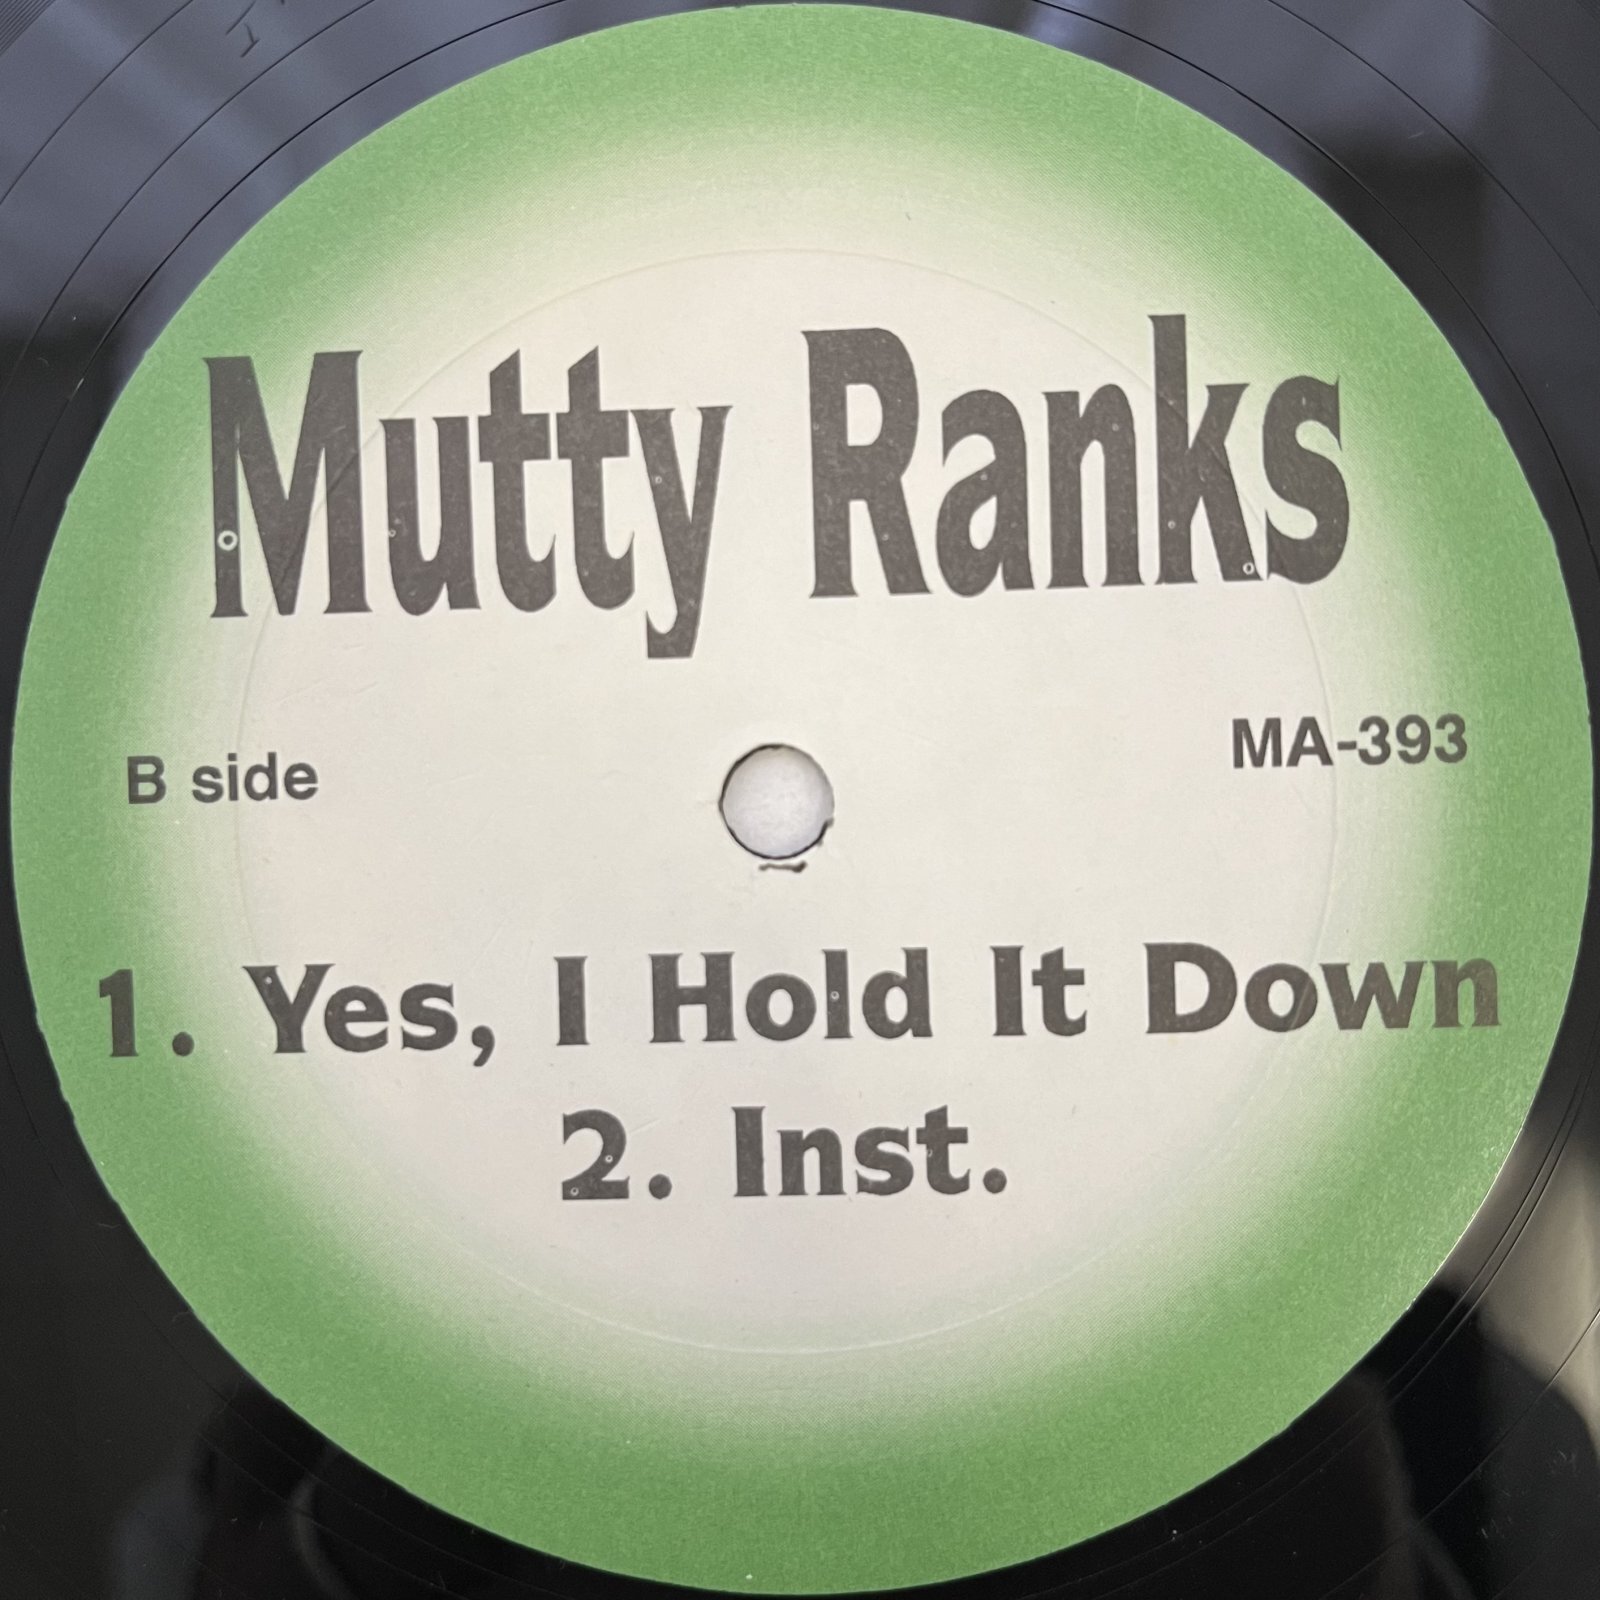 Mutty Ranks
B side
MA-393
1. Yes, I Hold It Down
2. Inst.